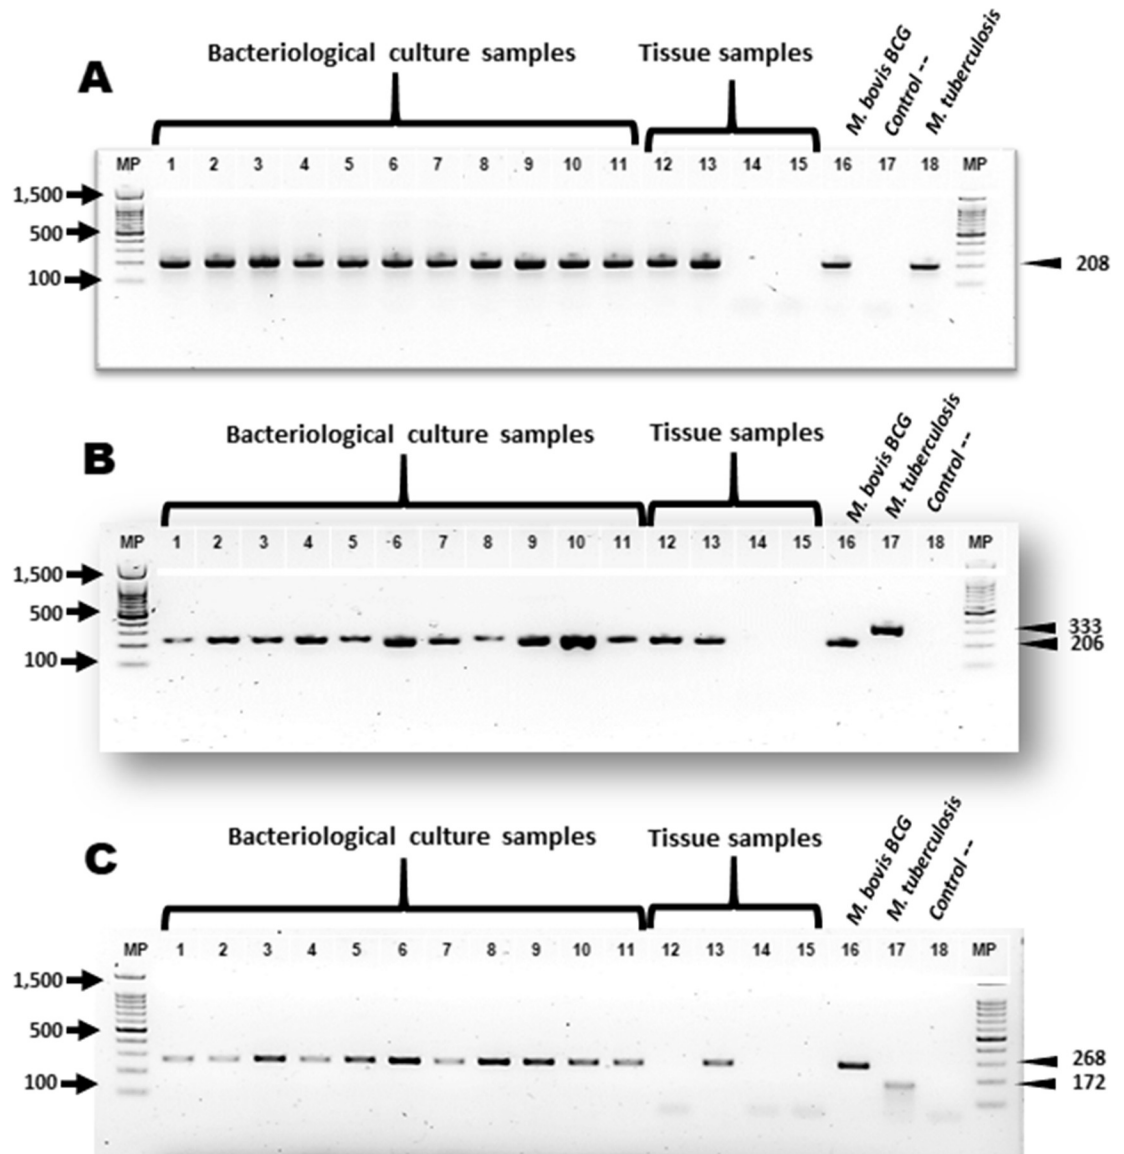 A
Bacteriological culture samples
Tissue samples
M. bovis BCG
Control --
M. tuberculosis
MP 1 2 3 4 5 6 7 8 9 10 11 12 13 14 15 16 17 18 MP
1,500
500
100
208
B
Bacteriological culture samples
Tissue samples
M. bovis BCG
M. tuberculosis
Control --
MP 1 2 3 4 5 -6 7 8 9 10 11 12 13 14 15 16 17 18 MP
1,500
500
100
333
206
C
Bacteriological culture samples
Tissue samples
M. bovis BCG
M. tuberculosis
Control --
MP 1 2 3 4 5 6 7 8 9 10 11 12 13 14 15 16 17 18 MP
1,500
500
100
268
172